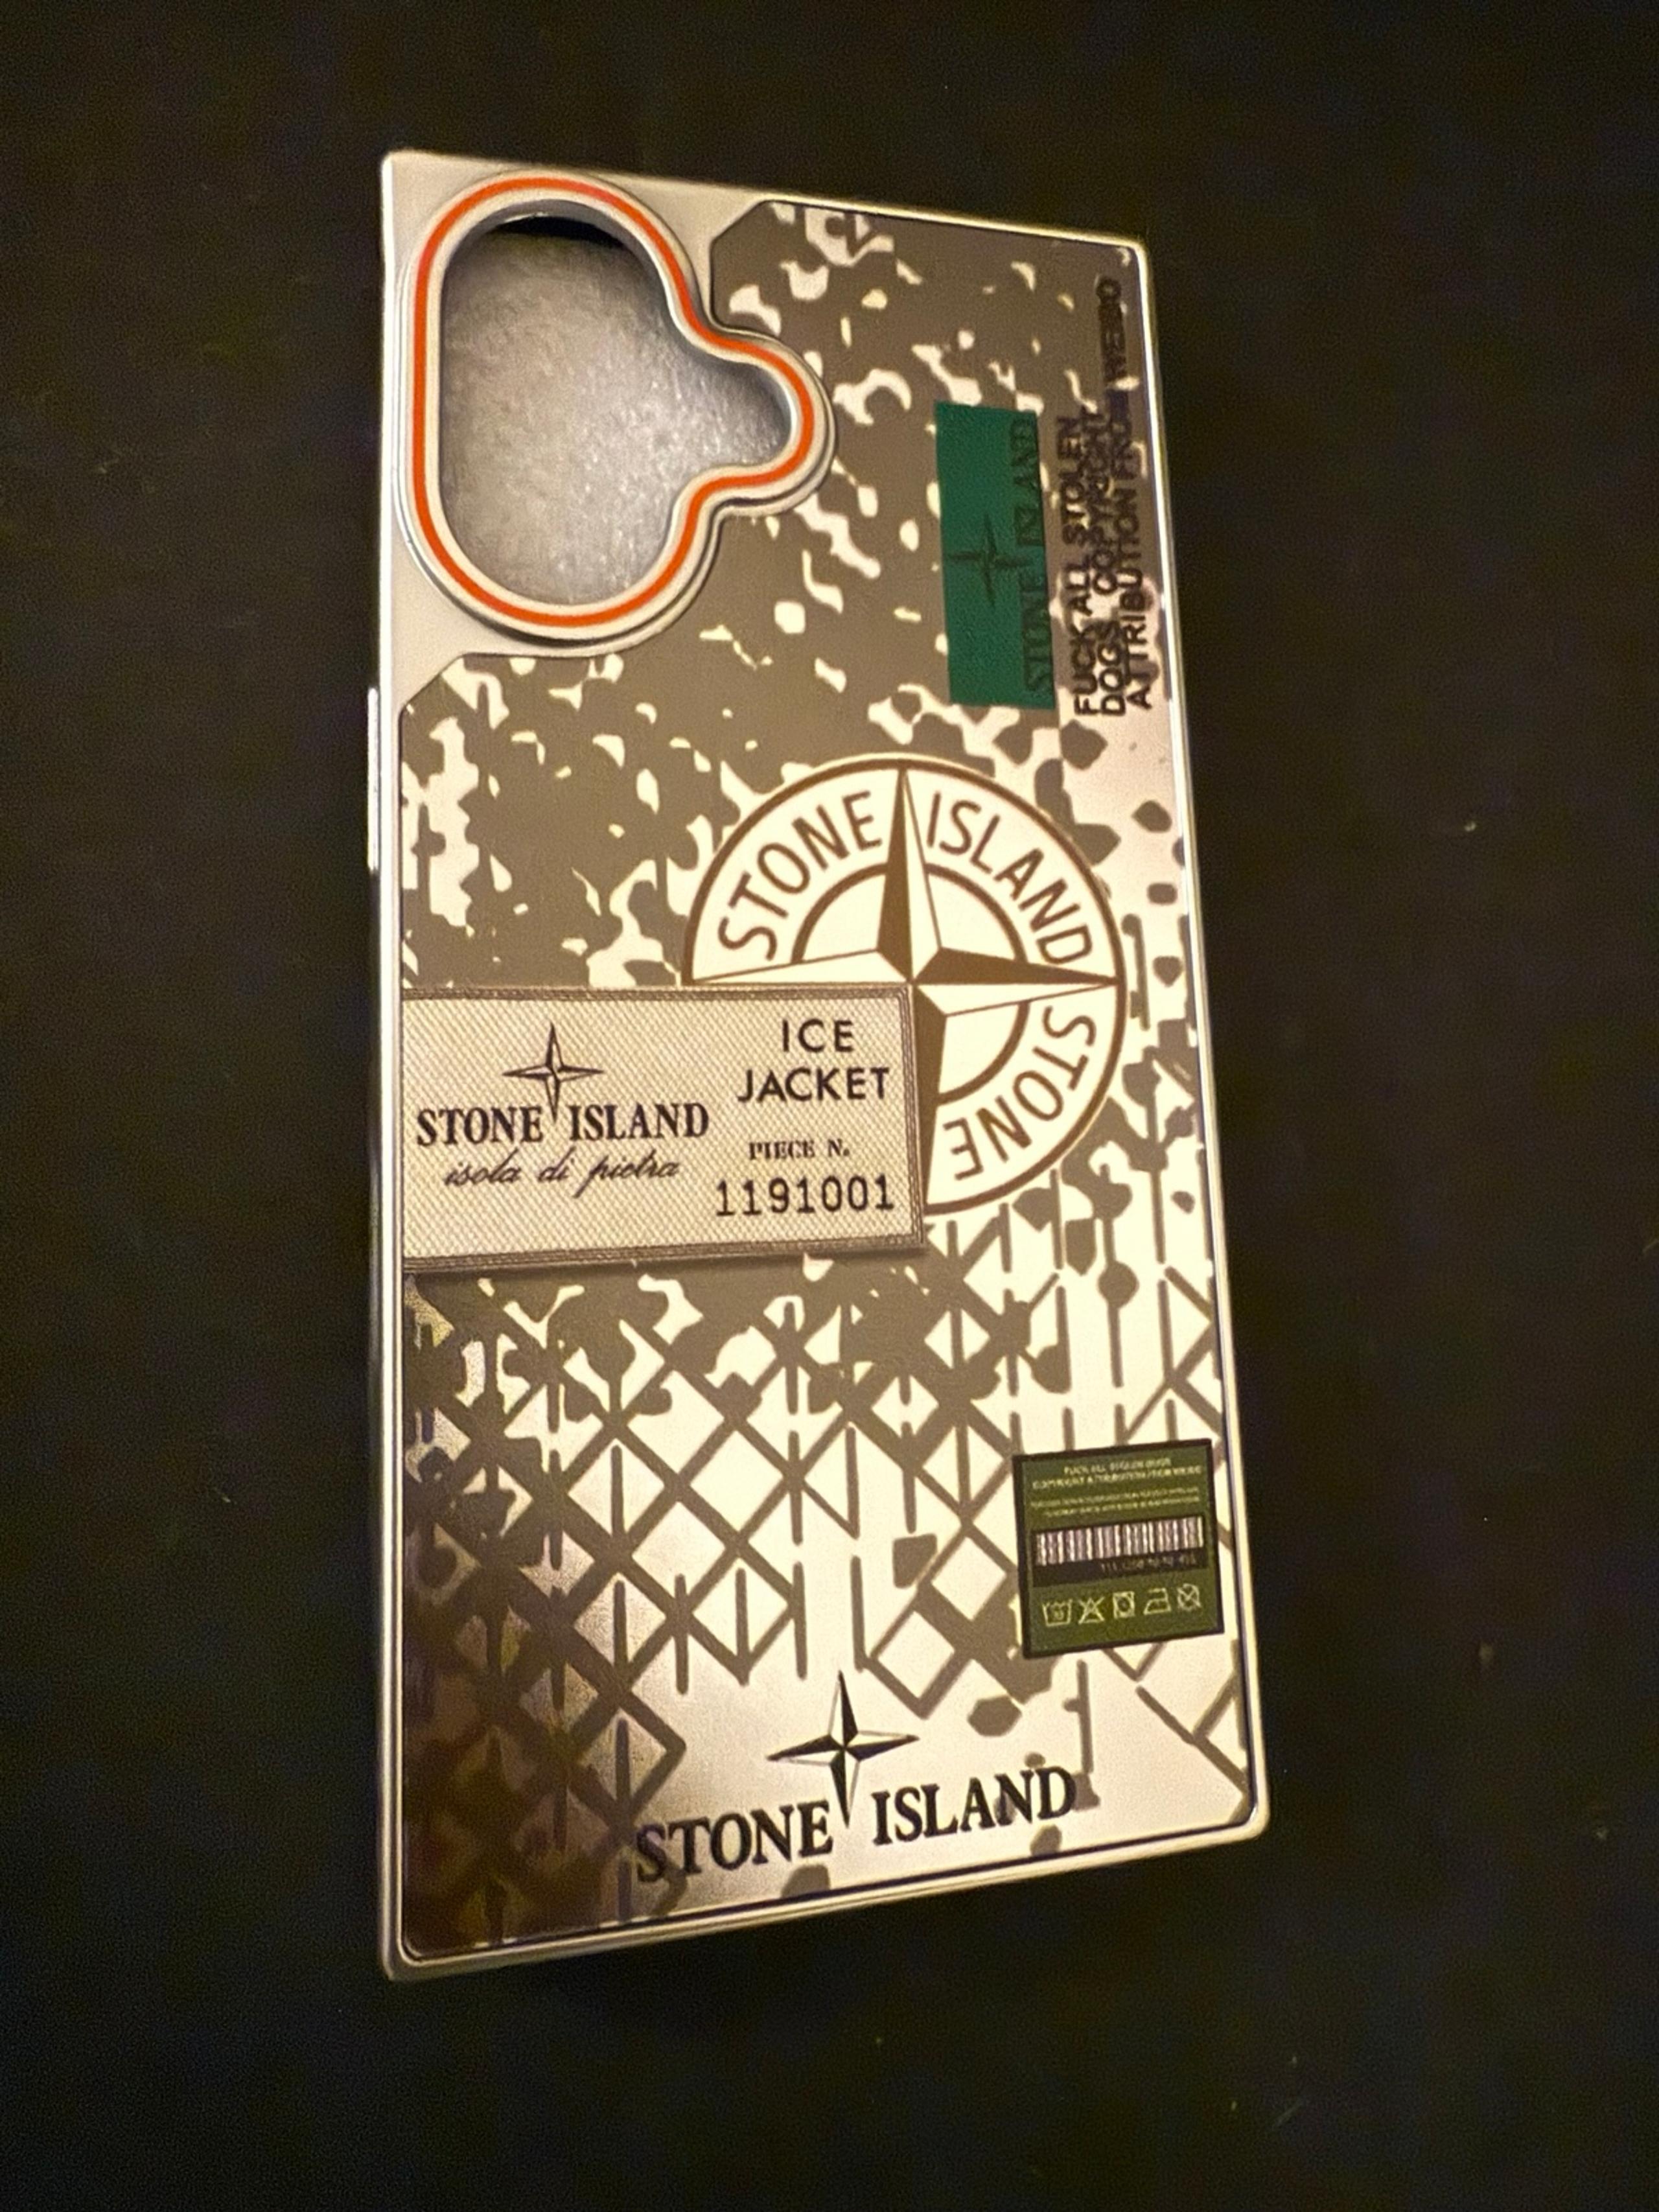 STONE ISLAND
FUCK ALL STOLEN
DOGS COPYRIGHT
ATTRIBUTION FROM WEIBO
STONE ISLAND
STONE
ICE
JACKET
STONE ISLAND
isola di pietra
PIECE N.
1191001
STONE ISLAND